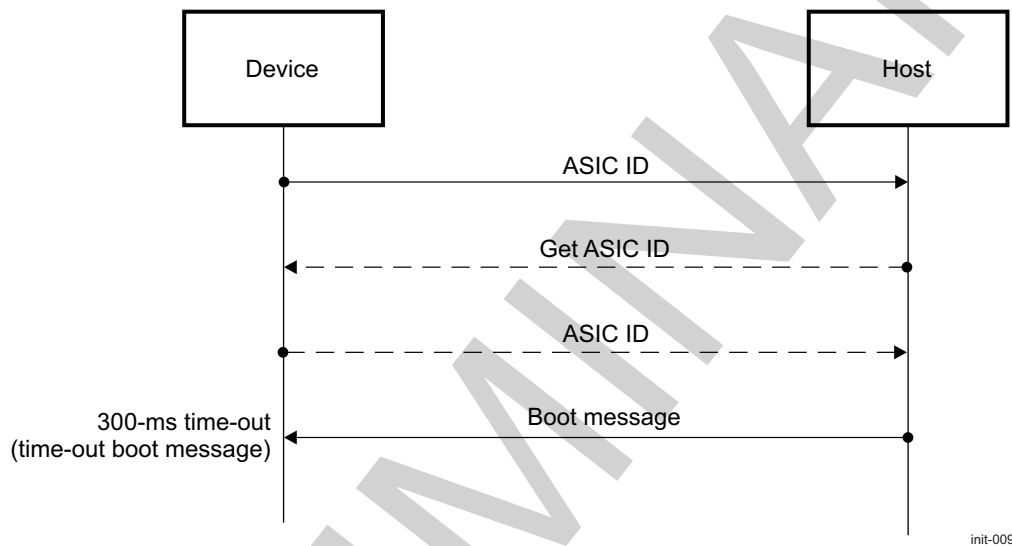 Device
Host
ASIC ID
Get ASIC ID
ASIC ID
Boot message
300-ms time-out
(time-out boot message)
init-009